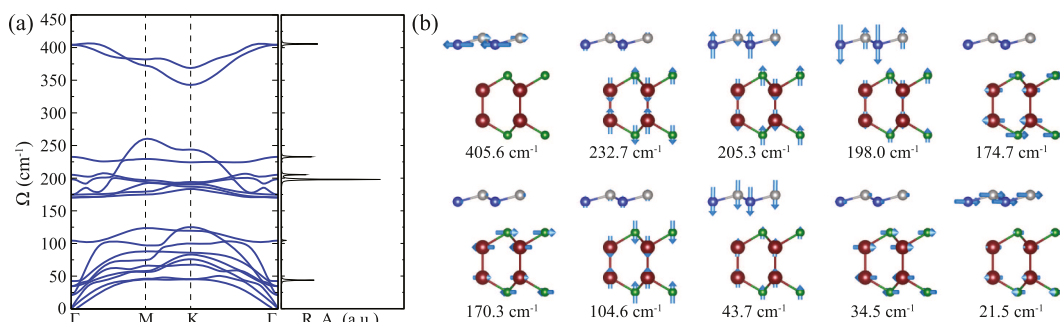 (a)
450
400
350
300
250
200
150
100
50
0
Ω (cm⁻¹)
Γ M K Γ
R. A. (a.u.)
(b)
405.6 cm⁻¹ 232.7 cm⁻¹ 205.3 cm⁻¹ 198.0 cm⁻¹ 174.7 cm⁻¹
170.3 cm⁻¹ 104.6 cm⁻¹ 43.7 cm⁻¹ 34.5 cm⁻¹ 21.5 cm⁻¹